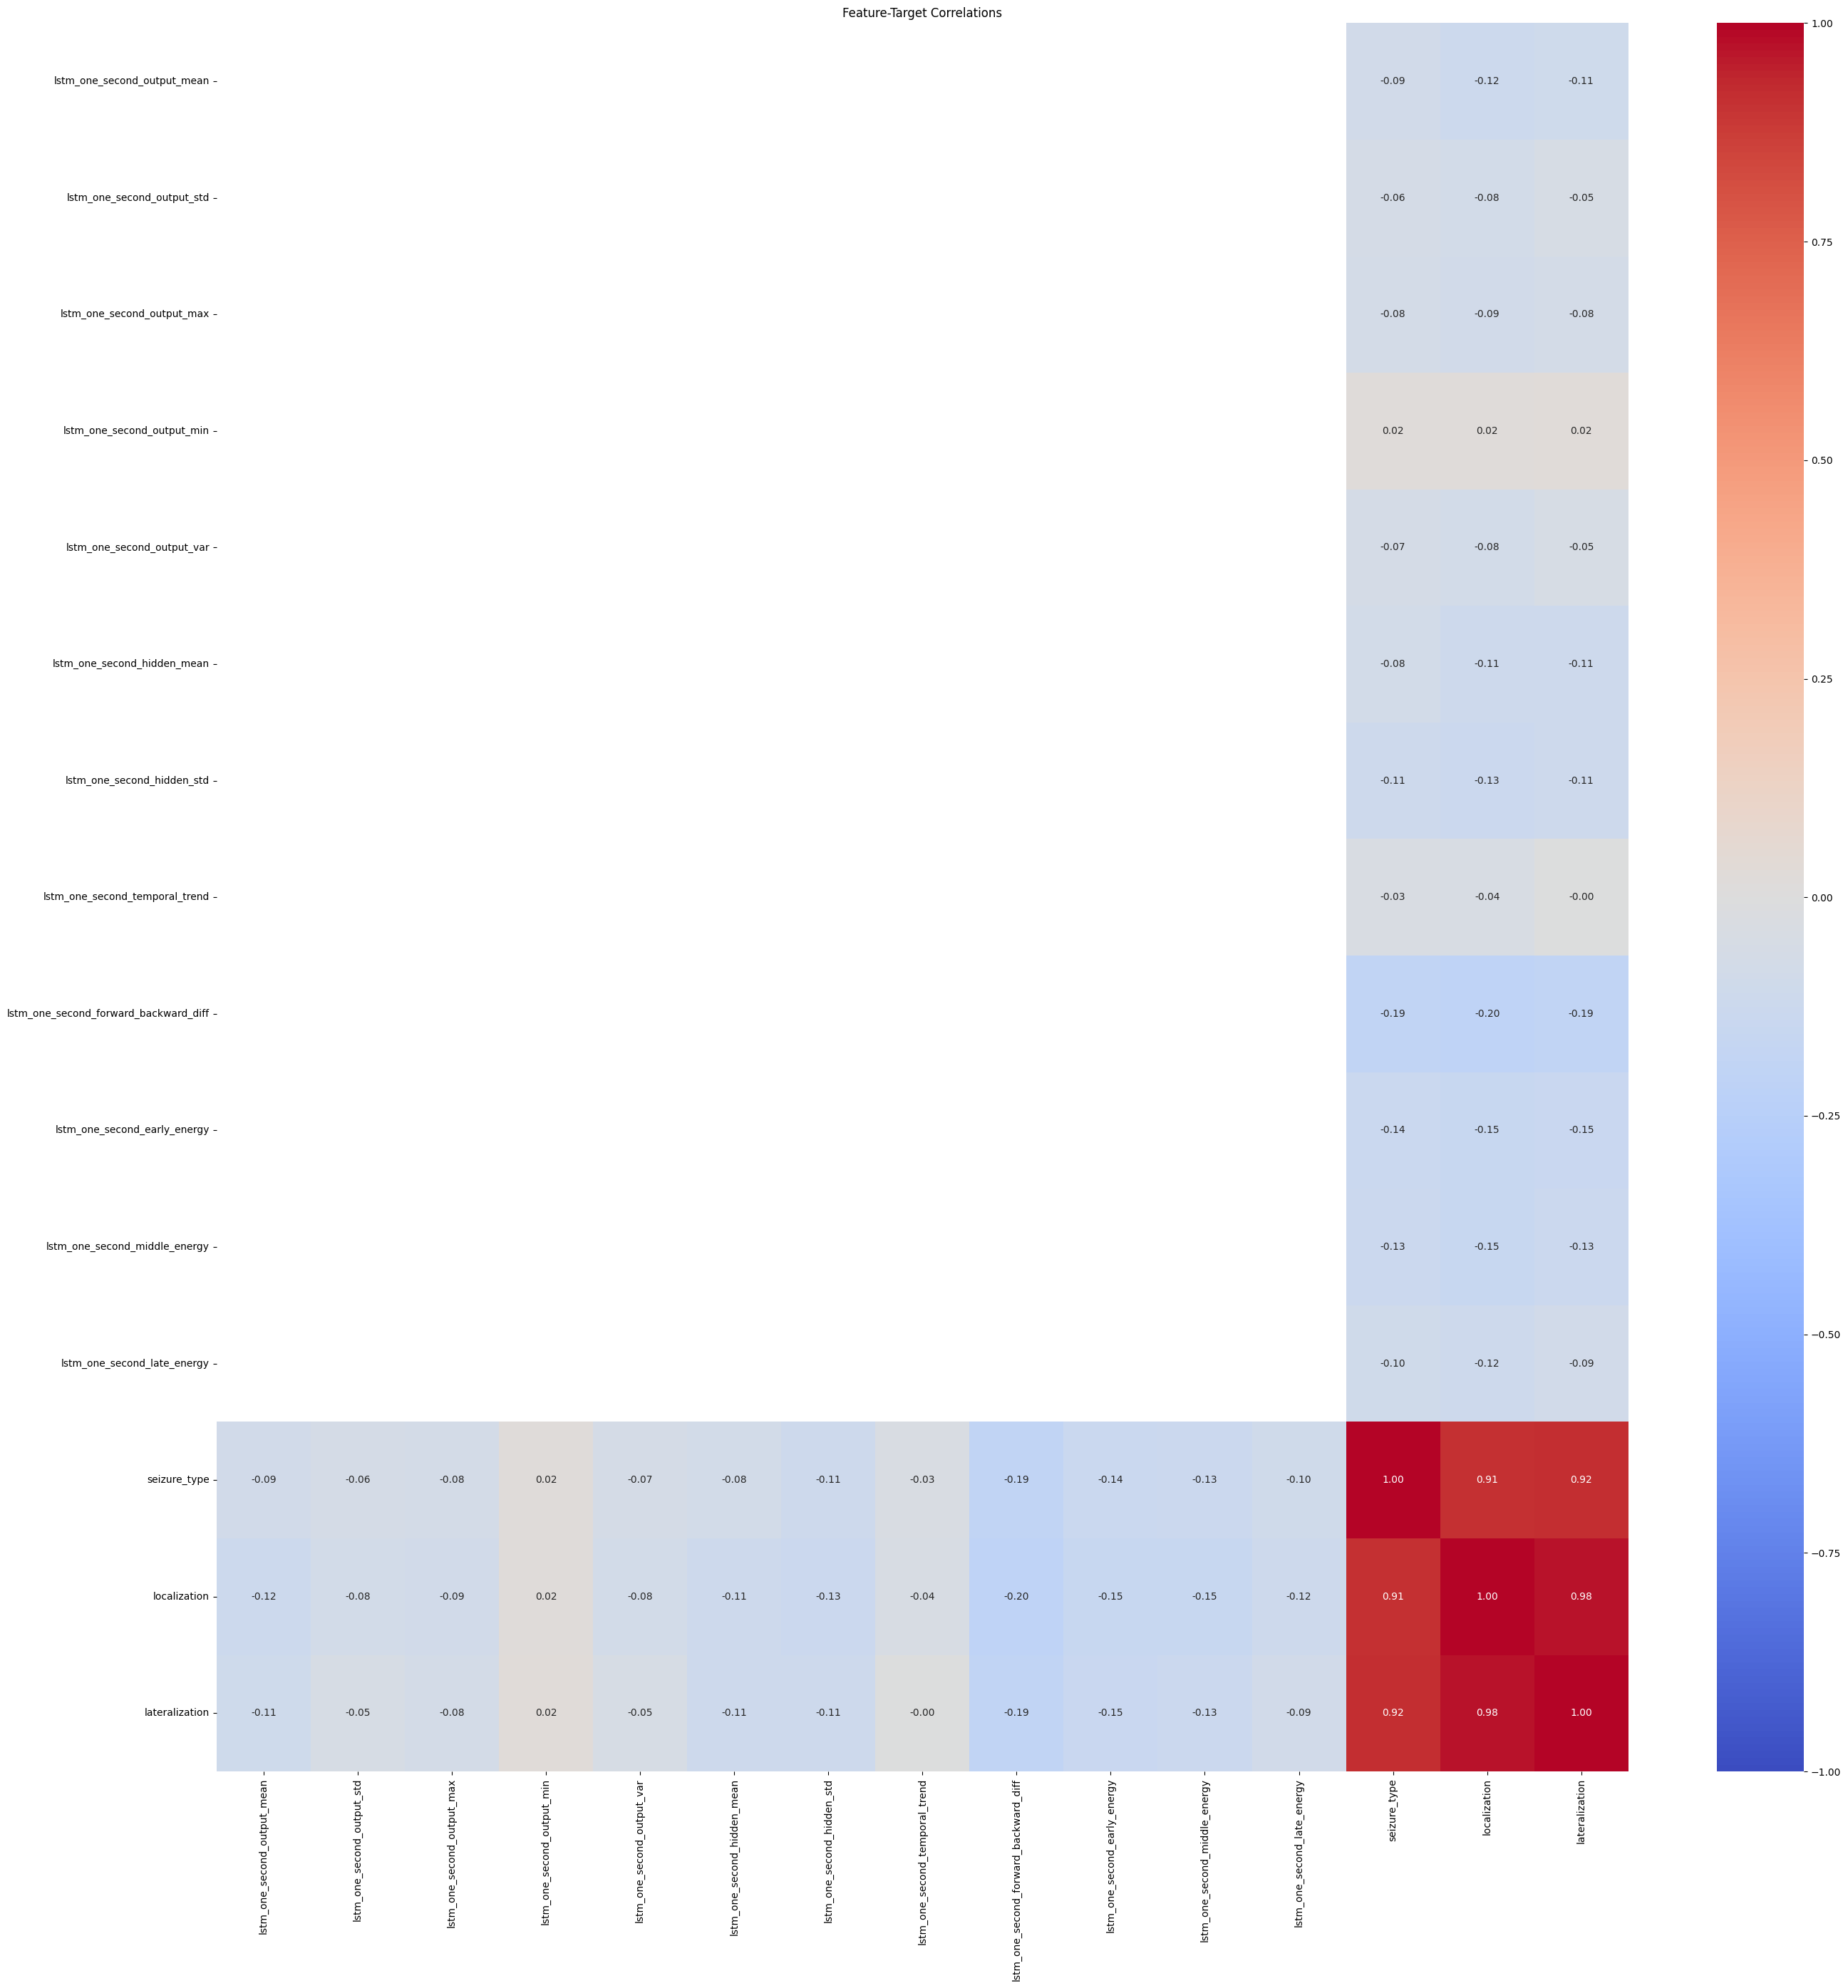 Feature-Target Correlations
lstm_one_second_output_mean -0.09 -0.12 -0.11
lstm_one_second_output_std -0.06 -0.08 -0.05
lstm_one_second_output_max -0.08 -0.09 -0.08
lstm_one_second_output_min 0.02 0.02 0.02
lstm_one_second_output_var -0.07 -0.08 -0.05
lstm_one_second_hidden_mean -0.08 -0.11 -0.11
lstm_one_second_hidden_std -0.11 -0.13 -0.11
lstm_one_second_temporal_trend -0.03 -0.04 -0.00
lstm_one_second_forward_backward_diff -0.19 -0.20 -0.19
lstm_one_second_early_energy -0.14 -0.15 -0.15
lstm_one_second_middle_energy -0.13 -0.15 -0.13
lstm_one_second_late_energy -0.10 -0.12 -0.09
seizure_type -0.09 -0.06 -0.08 0.02 -0.07 -0.08 -0.11 -0.03 -0.19 -0.14 -0.13 -0.10 1.00 0.91 0.92
localization -0.12 -0.08 -0.09 0.02 -0.08 -0.11 -0.13 -0.04 -0.20 -0.15 -0.15 -0.12 0.91 1.00 0.98
lateralization -0.11 -0.05 -0.08 0.02 -0.05 -0.11 -0.11 -0.00 -0.19 -0.15 -0.13 -0.09 0.92 0.98 1.00
lstm_one_second_output_mean
lstm_one_second_output_std
lstm_one_second_output_max
lstm_one_second_output_min
lstm_one_second_output_var
lstm_one_second_hidden_mean
lstm_one_second_hidden_std
lstm_one_second_temporal_trend
lstm_one_second_forward_backward_diff
lstm_one_second_early_energy
lstm_one_second_middle_energy
lstm_one_second_late_energy
seizure_type
localization
lateralization
1.00
0.75
0.50
0.25
0.00
−0.25
−0.50
−0.75
−1.00